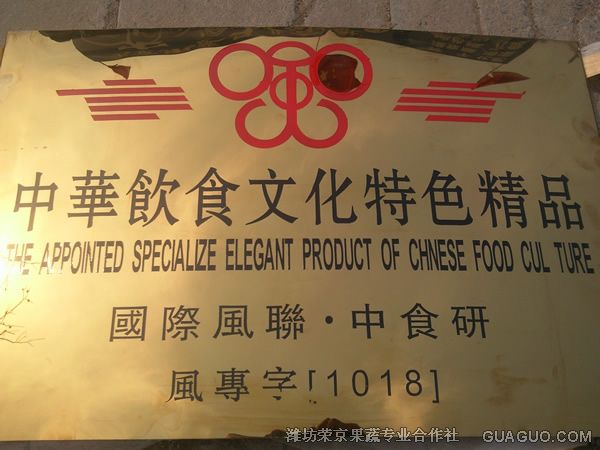 中華飲食文化特色精品
THE APPOINTED SPECIALIZE ELEGANT PRODUCT OF CHNESE FOOD CUL TURE
國際風聯·中食研
风專字[1018]
潍坊荣京果蔬专业合作社 GUAGUO.COM